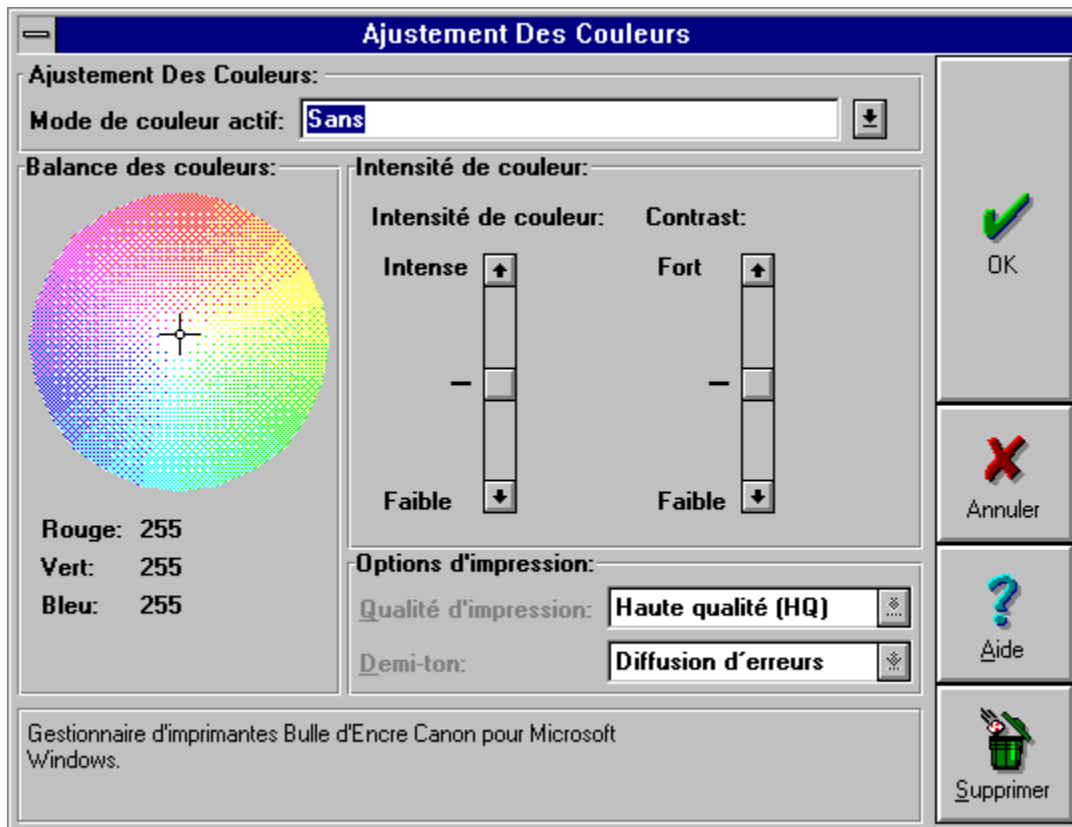 Ajustement Des Couleurs
Ajustement Des Couleurs:
Mode de couleur actif: Sans
Balance des couleurs:
Rouge: 255
Vert: 255
Bleu: 255
Intensité de couleur:
Intensité de couleur: Contrast:
Intense Fort
Faible Faible
Options d'impression:
Qualité d'impression: Haute qualité (HQ)
Demi-ton: Diffusion d´erreurs
Gestionnaire d'imprimantes Bulle d'Encre Canon pour Microsoft
Windows.
OK
Annuler
Aide
Supprimer